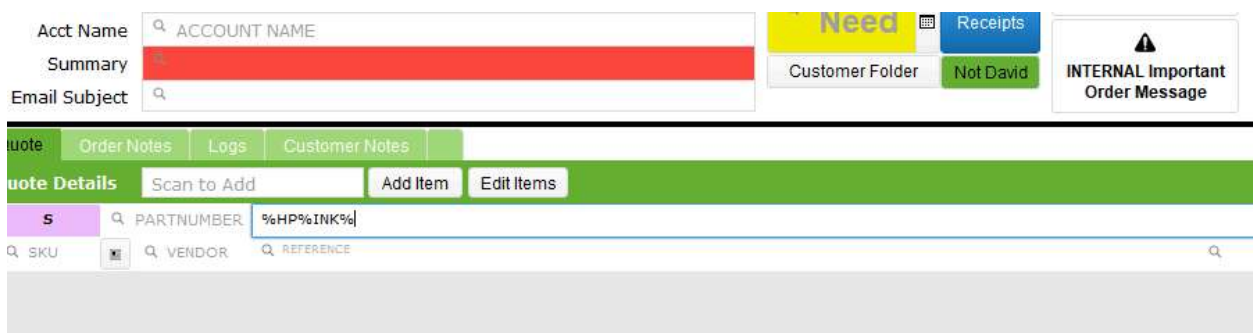 Acct Name ACCOUNT NAME Need Receipts
Summary
Customer Folder Not David INTERNAL Important
Order Message
Email Subject
uote Order Notes Logs Customer Notes
uote Details Scan to Add Add Item Edit Items
S PARTNUMBER %HP%INK%
SKU VENDOR REFERENCE